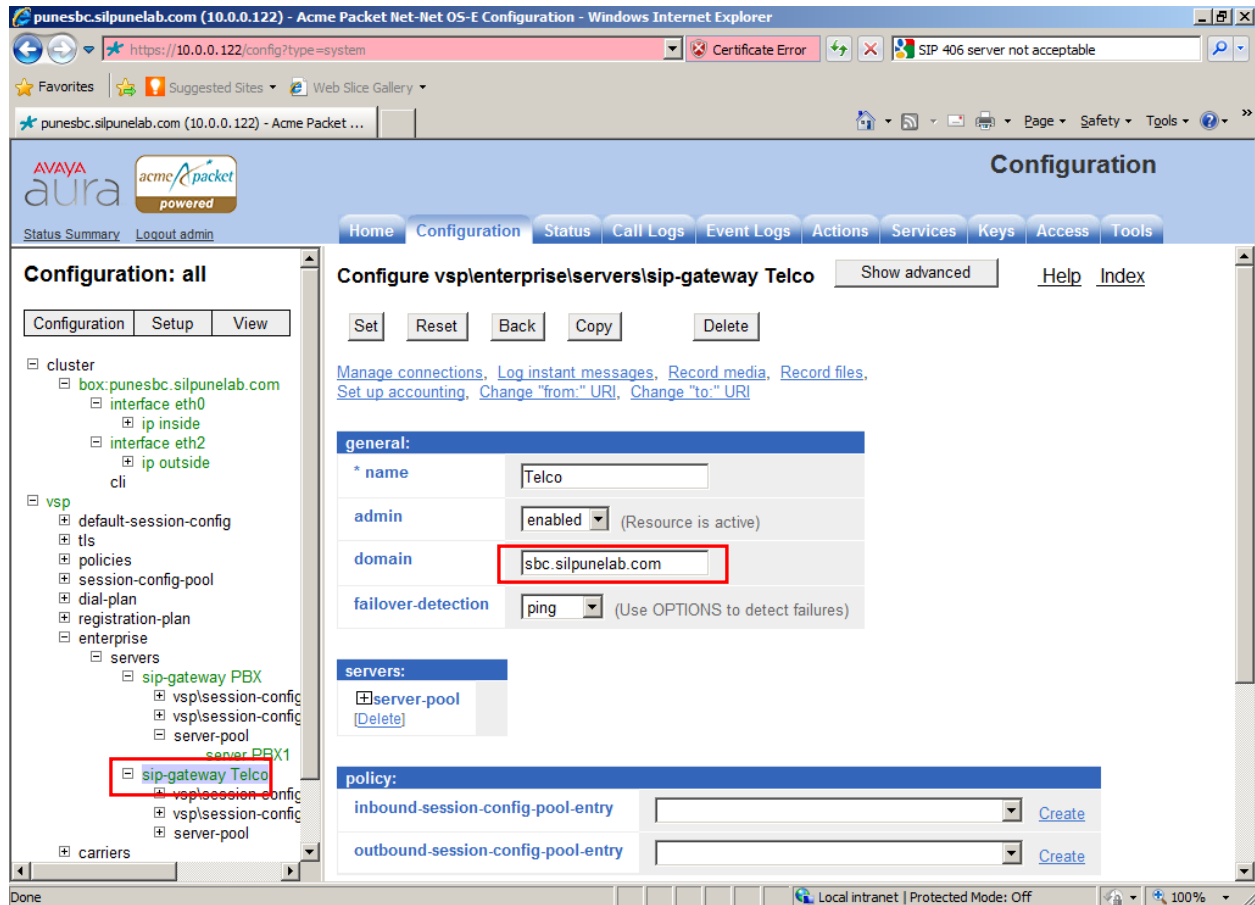 punesbc.silpunelab.com (10.0.0.122) - Acme Packet Net-Net OS-E Configuration - Windows Internet Explorer
https://10.0.0.122/config?type=system
Certificate Error
SIP 406 server not acceptable
Favorites
Suggested Sites
Web Slice Gallery
punesbc.silpunelab.com (10.0.0.122) - Acme Packet ...
Page
Safety
Tools
»
AVAYA
aura
acme packet
powered
Configuration
Status Summary
Logout admin
Home
Configuration
Status
Call Logs
Event Logs
Actions
Services
Keys
Access
Tools
Configuration: all
Configuration
Setup
View
cluster
box:punesbc.silpunelab.com
interface eth0
ip inside
interface eth2
ip outside
cli
vsp
default-session-config
tls
policies
session-config-pool
dial-plan
registration-plan
enterprise
servers
sip-gateway PBX
vsp\session-config
vsp\session-config
server-pool
server PBX1
sip-gateway Telco
vsp\session-config
vsp\session-config
server-pool
carriers
Configure vsp\enterprise\servers\sip-gateway Telco
Show advanced
Help
Index
Set
Reset
Back
Copy
Delete
Manage connections, Log instant messages, Record media, Record files,
Set up accounting, Change "from:" URI, Change "to:" URI
general:
* name
Telco
admin
enabled
(Resource is active)
domain
sbc.silpunelab.com
failover-detection
ping
(Use OPTIONS to detect failures)
servers:
server-pool
[Delete]
policy:
inbound-session-config-pool-entry
Create
outbound-session-config-pool-entry
Create
Done
Local intranet | Protected Mode: Off
100%